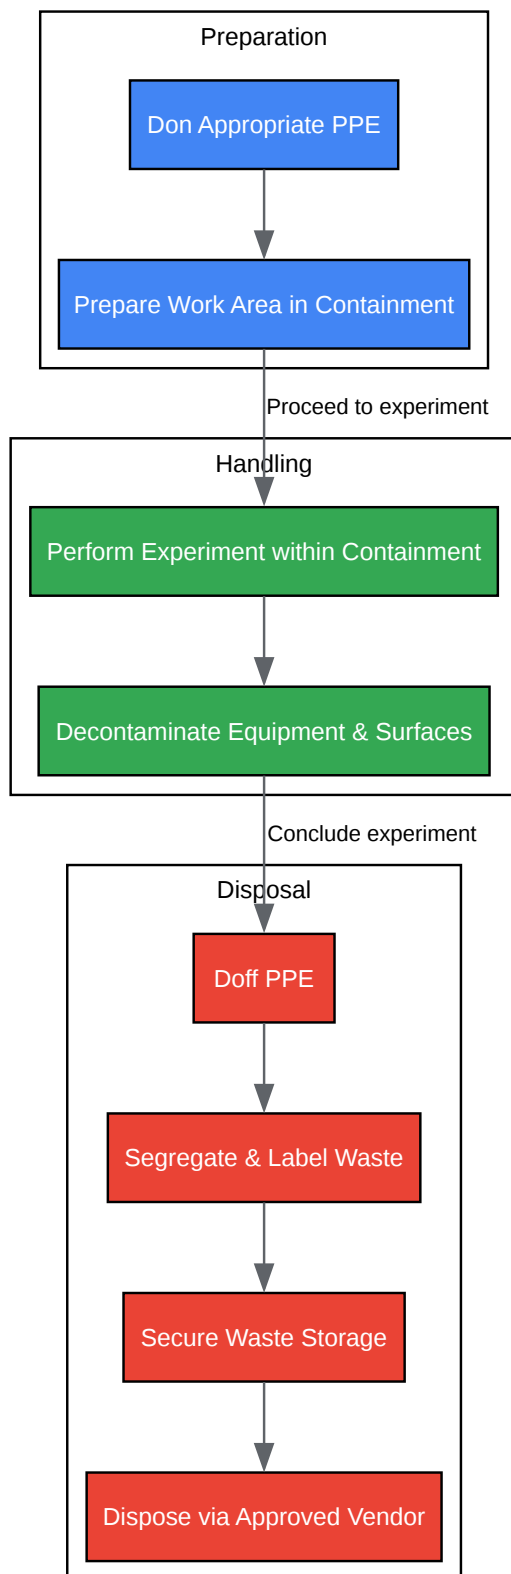 Preparation
Don Appropriate PPE
Prepare Work Area in Containment
Proceed to experiment
Handling
Perform Experiment within Containment
Decontaminate Equipment & Surfaces
Conclude experiment
Disposal
Doff PPE
Segregate & Label Waste
Secure Waste Storage
Dispose via Approved Vendor